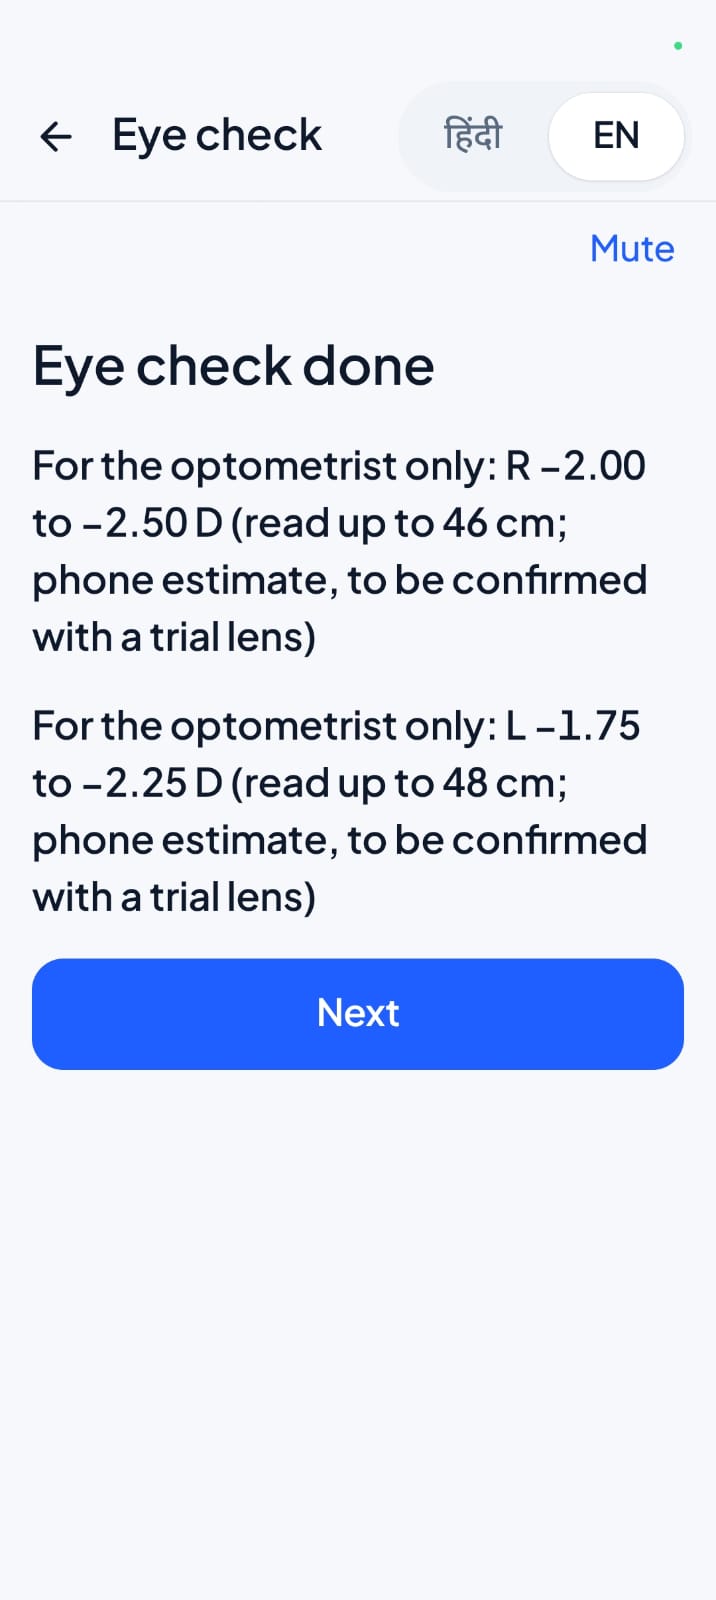 Eye check
हिंदी
EN
Mute
Eye check done
For the optometrist only: R −2.00
to −2.50 D (read up to 46 cm;
phone estimate, to be confirmed
with a trial lens)
For the optometrist only: L −1.75
to −2.25 D (read up to 48 cm;
phone estimate, to be confirmed
with a trial lens)
Next